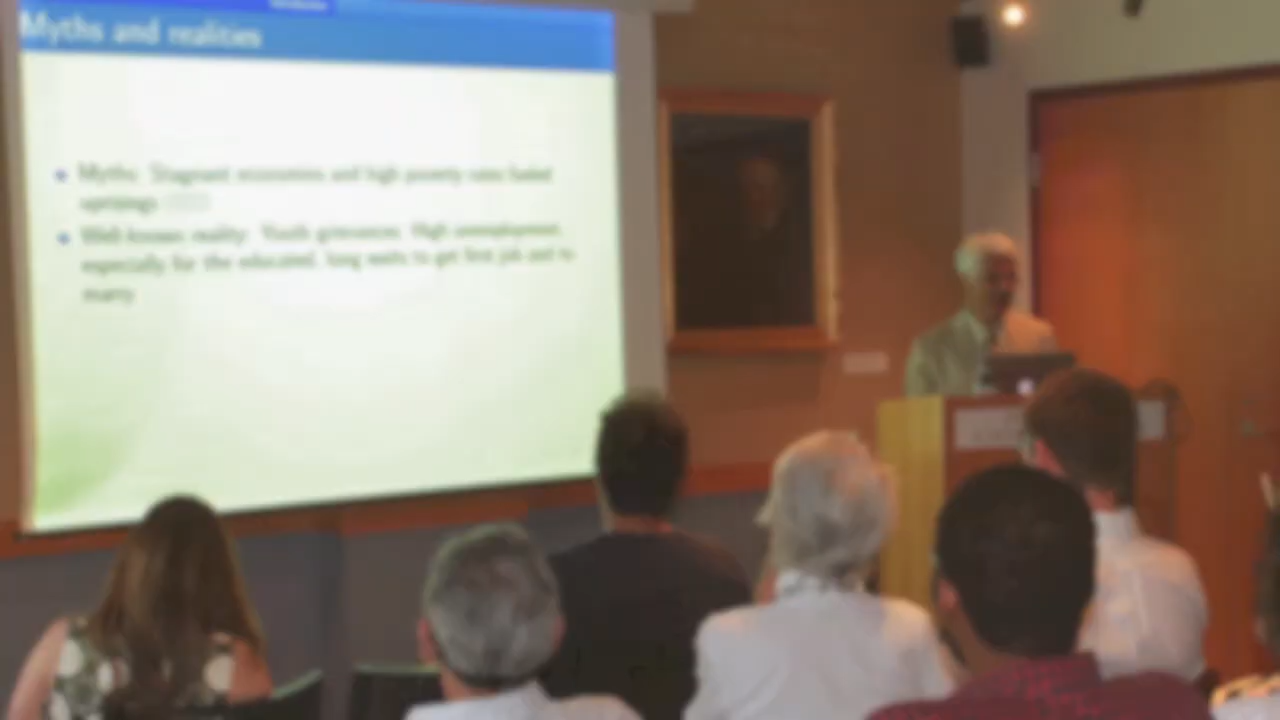 Myths and realities
Myths: Stagnant economies and high poverty rates fueled
uprisings
Well-known reality: Youth grievances. High unemployment,
especially for the educated, long waits to get first job and to
marry